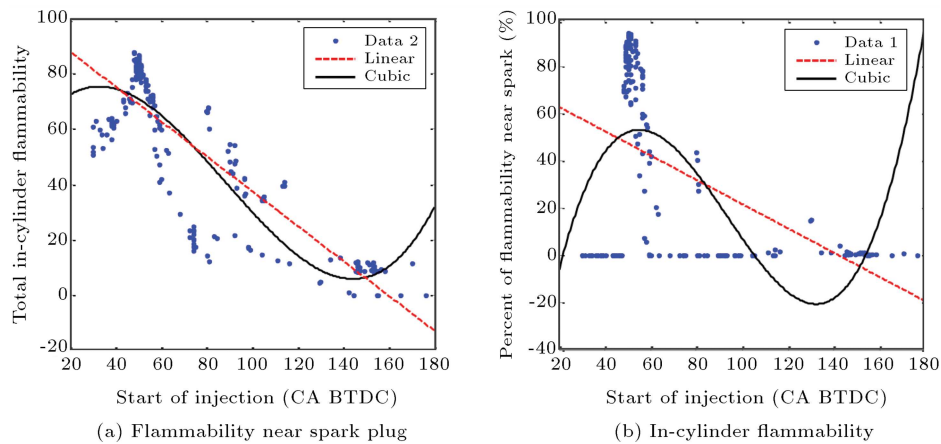 Total in-cylinder flammability
100
80
60
40
20
0
-20
20 40 60 80 100 120 140 160 180
Data 2
Linear
Cubic
Start of injection (CA BTDC)
(a) Flammability near spark plug
Percent of flammability near spark (%)
100
80
60
40
20
0
-20
-40
20 40 60 80 100 120 140 160 180
Data 1
Linear
Cubic
Start of injection (CA BTDC)
(b) In-cylinder flammability